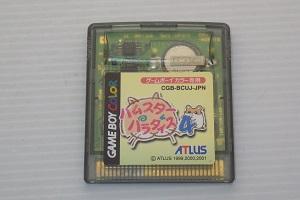 GAME BOY COLOR
ゲームボーイカラー専用
CGB-BCUJ-JPN
ハムスター
パラダイス4
ATLUS
© ATLUS 1999,2000,2001